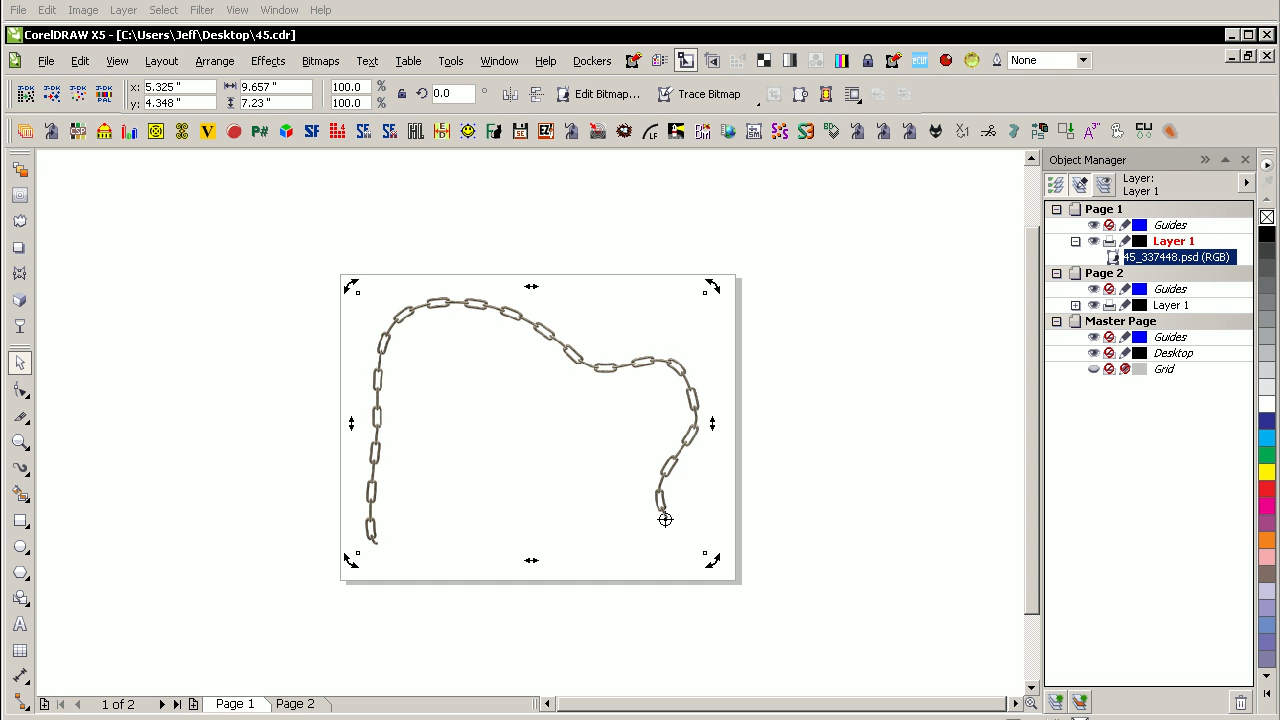 File Edit Image Layer Select Filter View Window Help
CorelDRAW X5 - [C:\Users\Jeff\Desktop\45.cdr]
File Edit View Layout Arrange Effects Bitmaps Text Table Tools Window Help Dockers None
x: 5.325 " 9.657 " 100.0 % 0.0 ° Edit Bitmap... Trace Bitmap
y: 4.348 " 7.23 " 100.0 %
Object Manager
Layer:
Layer 1
Page 1
Guides
Layer 1
45_337448.psd (RGB)
Page 2
Guides
Layer 1
Master Page
Guides
Desktop
Grid
1 of 2 Page 1 Page 2